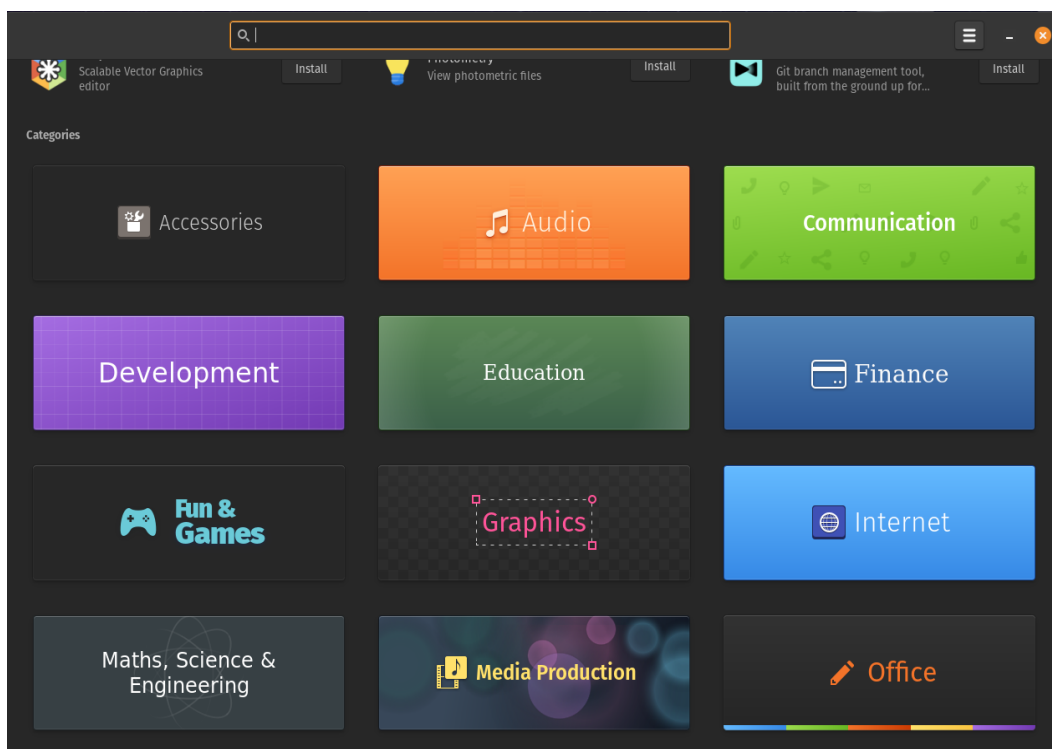 Scalable Vector Graphics
editor
Install
Photometry
View photometric files
Install
Git branch management tool,
built from the ground up for...
Install
Categories
Accessories
Audio
Communication
Development
Education
Finance
Fun &
Games
Graphics
Internet
Maths, Science &
Engineering
Media Production
Office